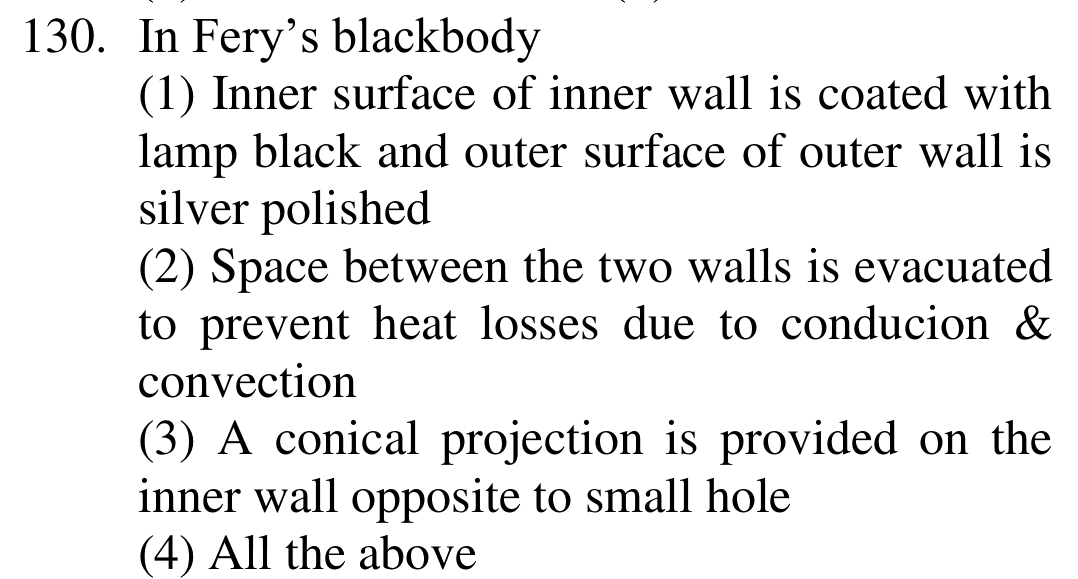 130. In Fery's blackbody
(1) Inner surface of inner wall is coated with
lamp black and outer surface of outer wall is
silver polished
(2) Space between the two walls is evacuated
to prevent heat losses due to conducion &
convection
(3) A conical projection is provided on the
inner wall opposite to small hole
(4) All the above